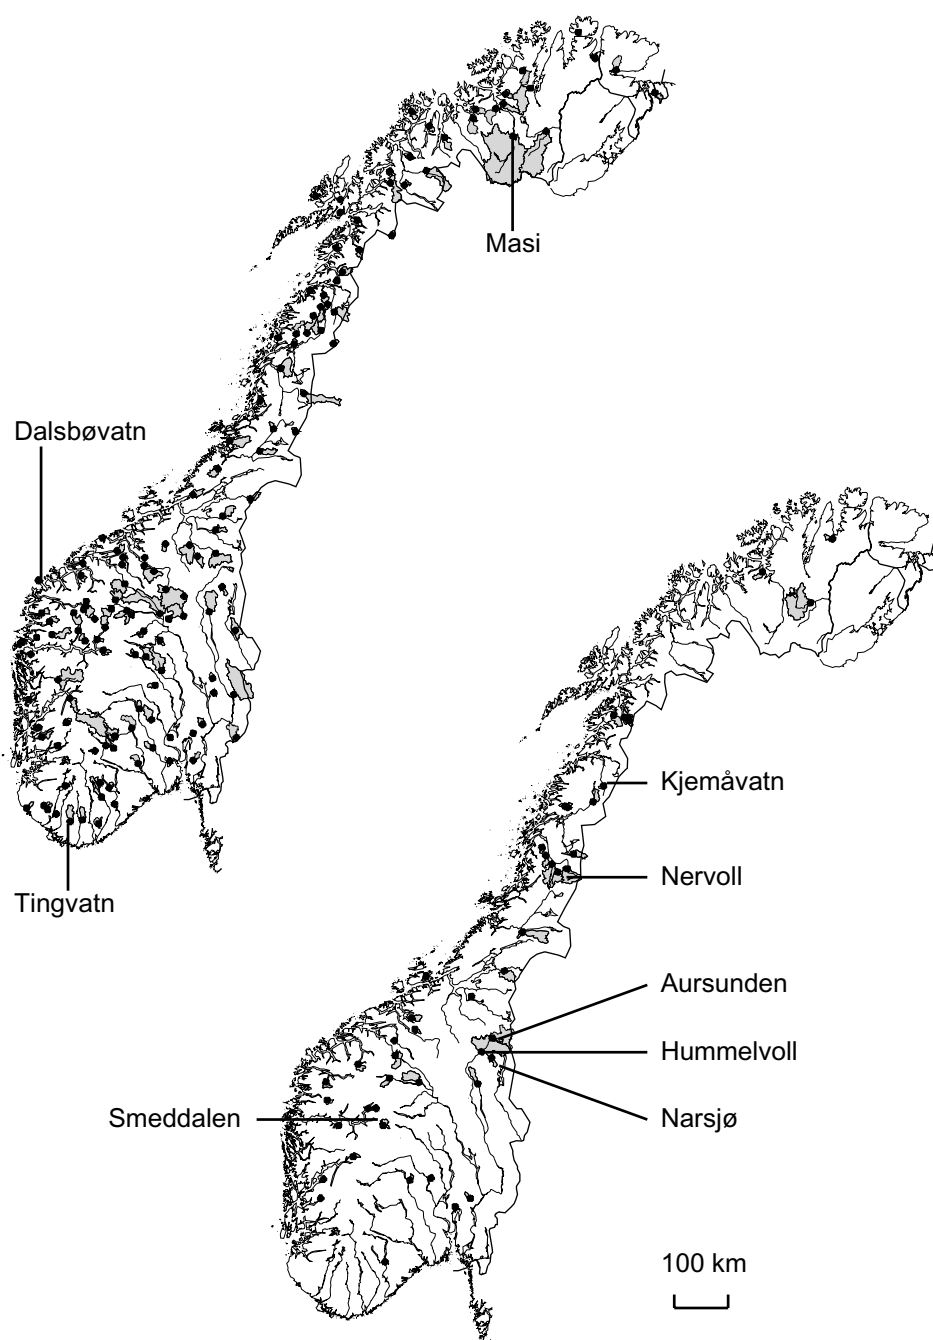 Masi
Dalsbøvatn
Kjemåvatn
Nervoll
Tingvatn
Aursunden
Hummelvoll
Smeddalen
Narsjø
100 km